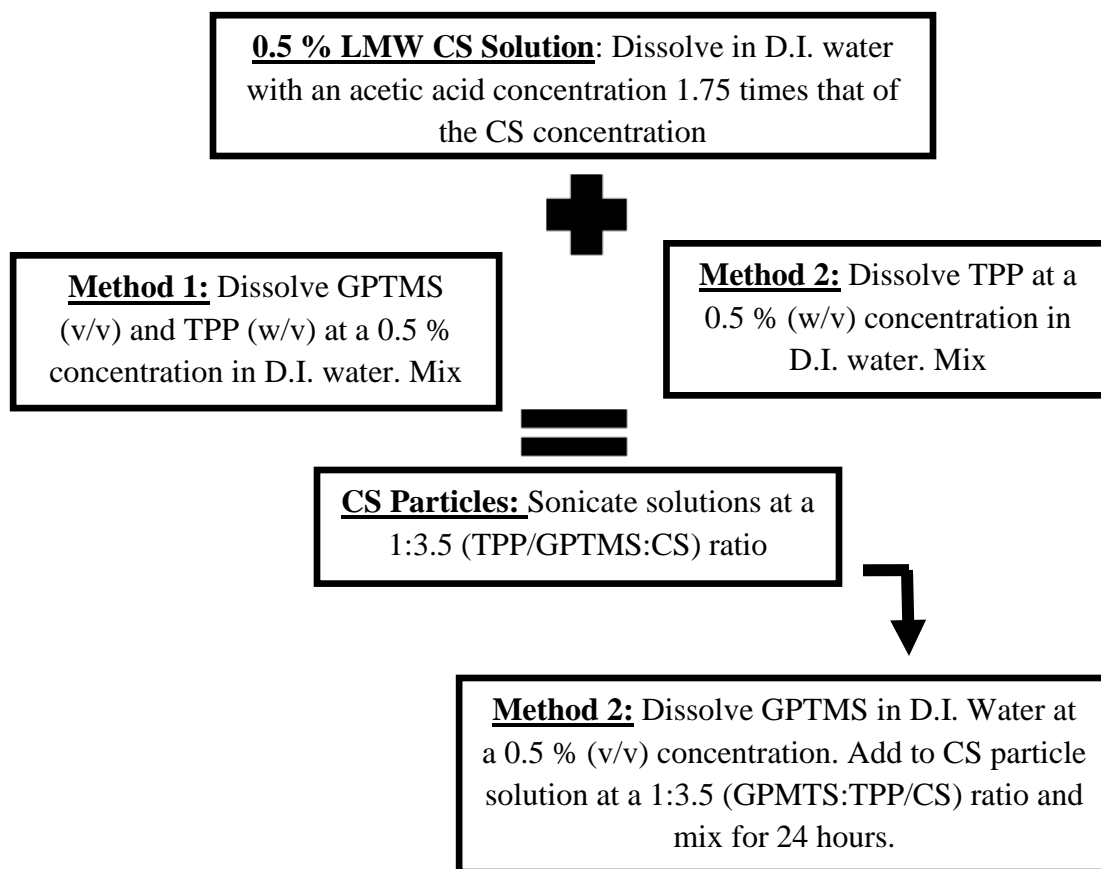 0.5 % LMW CS Solution: Dissolve in D.I. water
with an acetic acid concentration 1.75 times that of
the CS concentration
Method 1: Dissolve GPTMS
(v/v) and TPP (w/v) at a 0.5 %
concentration in D.I. water. Mix
Method 2: Dissolve TPP at a
0.5 % (w/v) concentration in
D.I. water. Mix
CS Particles: Sonicate solutions at a
1:3.5 (TPP/GPTMS:CS) ratio
Method 2: Dissolve GPTMS in D.I. Water at
a 0.5 % (v/v) concentration. Add to CS particle
solution at a 1:3.5 (GPMTS:TPP/CS) ratio and
mix for 24 hours.